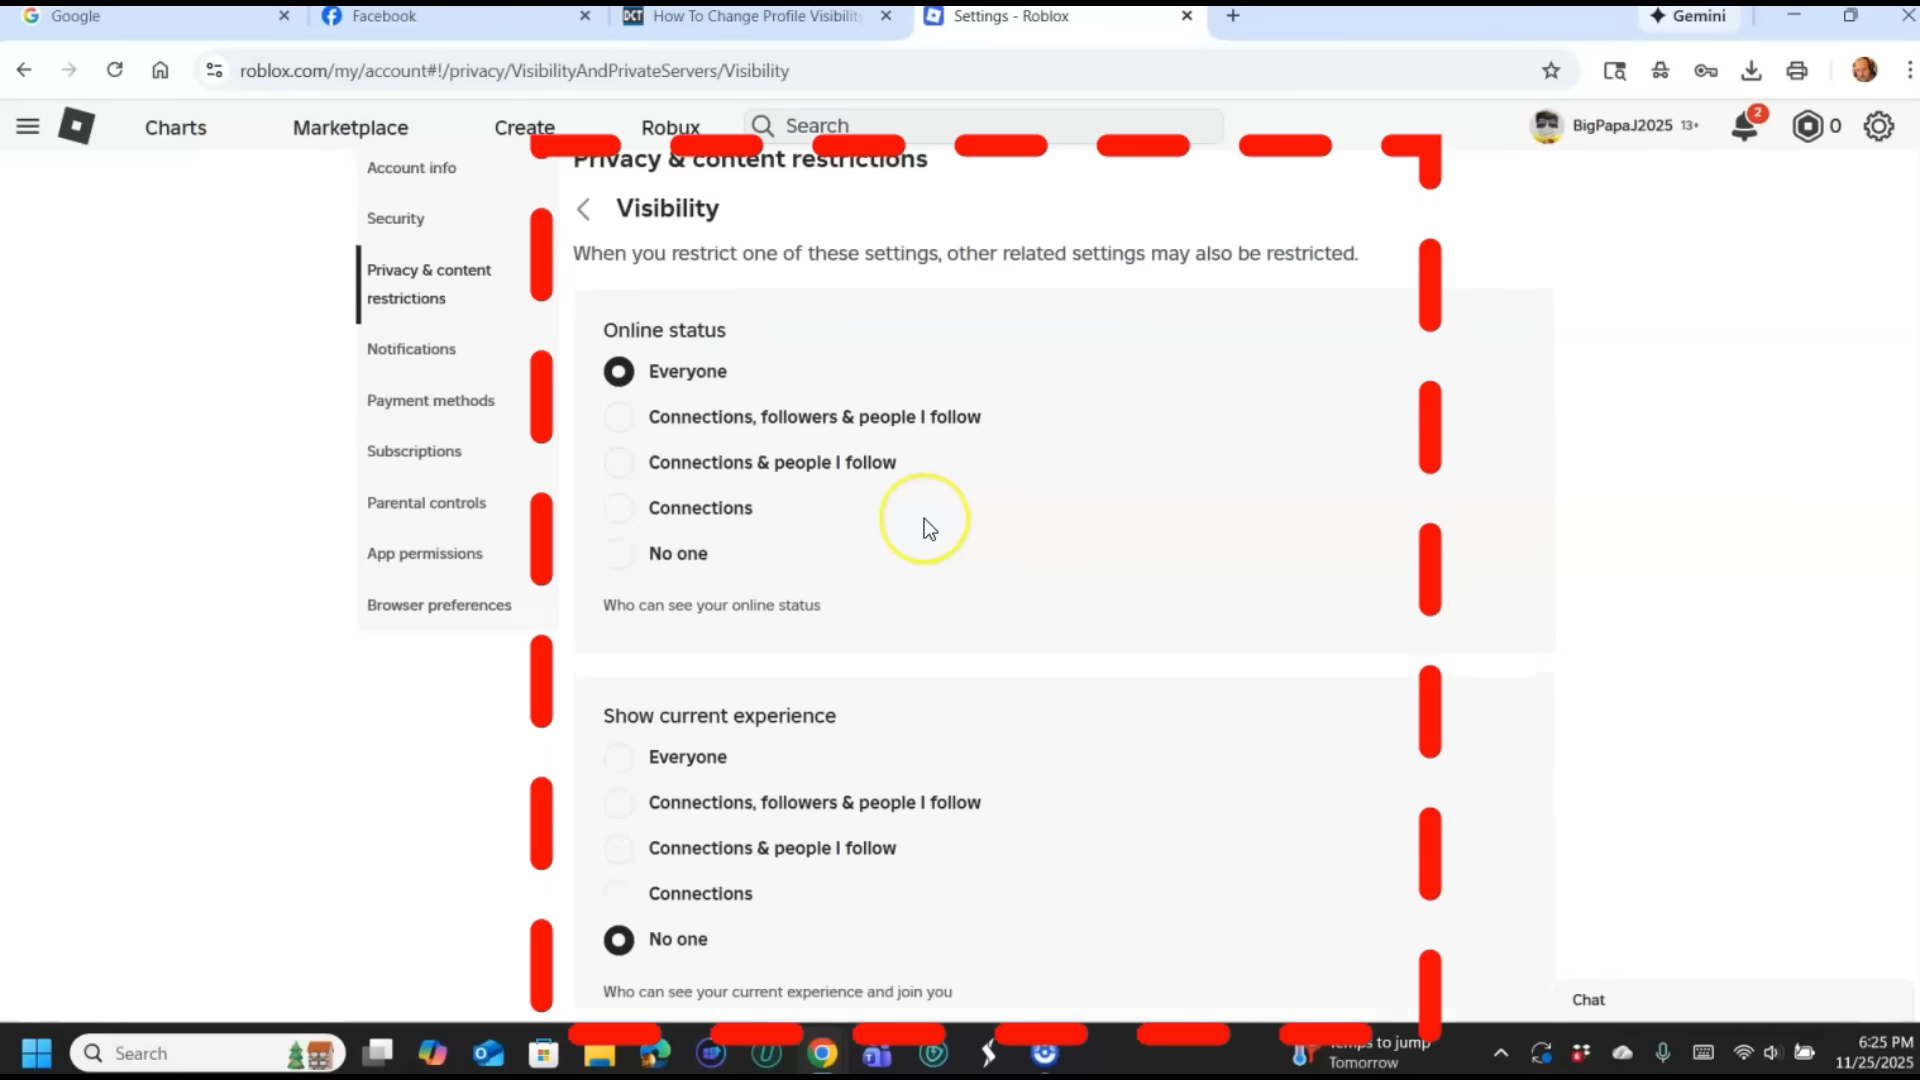 Google
Facebook
How To Change Profile Visibility
Settings - Roblox
Gemini
roblox.com/my/account#!/privacy/VisibilityAndPrivateServers/Visibility
Charts
Marketplace
Create
Robux
Search
BigPapaJ2025 13+
2
0
Account info
Security
Privacy & content
restrictions
Notifications
Payment methods
Subscriptions
Parental controls
App permissions
Browser preferences
Privacy & content restrictions
Visibility
When you restrict one of these settings, other related settings may also be restricted.
Online status
Everyone
Connections, followers & people I follow
Connections & people I follow
Connections
No one
Who can see your online status
Show current experience
Everyone
Connections, followers & people I follow
Connections & people I follow
Connections
No one
Who can see your current experience and join you
Chat
Search
Temps to jump
Tomorrow
6:25 PM
11/25/2025